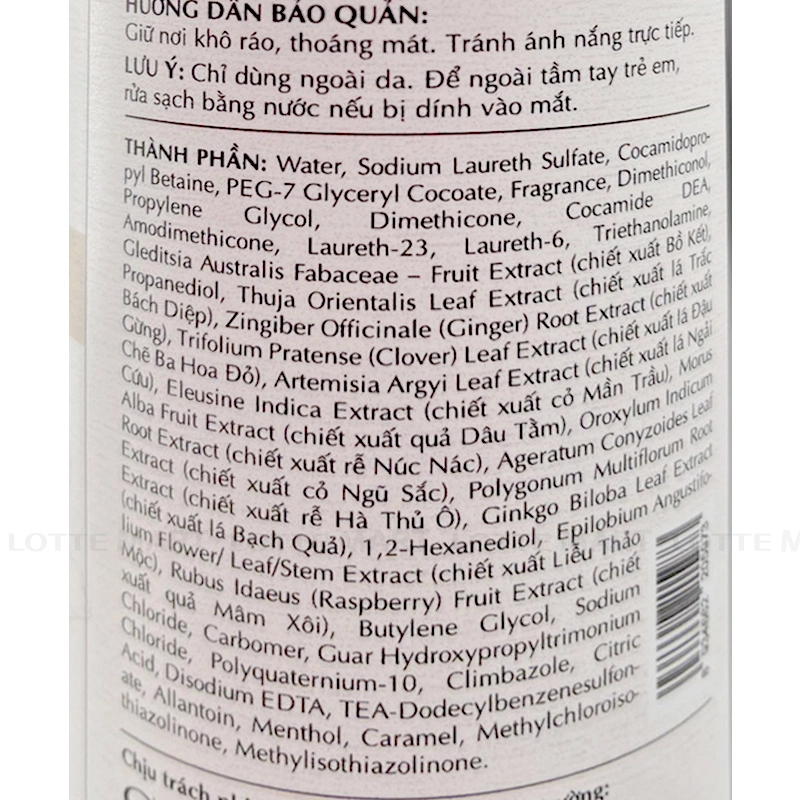 HƯỚNG DẪN BẢO QUẢN:
Giữ nơi khô ráo, thoáng mát. Tránh ánh nắng trực tiếp.
LƯU Ý: Chỉ dùng ngoài da. Để ngoài tầm tay trẻ em,
rửa sạch bằng nước nếu bị dính vào mắt.
THÀNH PHẦN: Water, Sodium Laureth Sulfate, Cocamidopro-
pyl Betaine, PEG-7 Glyceryl Cocoate, Fragrance, Dimethiconol,
Propylene Glycol, Dimethicone, Cocamide DEA,
Amodimethicone, Laureth-23, Laureth-6, Triethanolamine,
Gleditsia Australis Fabaceae – Fruit Extract (chiết xuất Bồ Kết),
Propanediol, Thuja Orientalis Leaf Extract (chiết xuất lá Trắc
Bách Diệp), Zingiber Officinale (Ginger) Root Extract (chiết xuất
Gừng), Trifolium Pratense (Clover) Leaf Extract (chiết xuất lá Đậu
Chẽ Ba Hoa Đỏ), Artemisia Argyi Leaf Extract (chiết xuất lá Ngải
Cứu), Eleusine Indica Extract (chiết xuất cỏ Mần Trầu), Morus
Alba Fruit Extract (chiết xuất quả Dâu Tằm), Oroxylum Indicum
Root Extract (chiết xuất rễ Núc Nác), Ageratum Conyzoides Leaf
Extract (chiết xuất cỏ Ngũ Sắc), Polygonum Multiflorum Root
Extract (chiết xuất rễ Hà Thủ Ô), Ginkgo Biloba Leaf Extract
(chiết xuất lá Bạch Quả), 1,2-Hexanediol, Epilobium Angustifo-
lium Flower/ Leaf/Stem Extract (chiết xuất Liễu Thảo
Mộc), Rubus Idaeus (Raspberry) Fruit Extract (chiết
xuất quả Mâm Xôi), Butylene Glycol, Sodium
Chloride, Carbomer, Guar Hydroxypropyltrimonium
Chloride, Polyquaternium-10, Climbazole, Citric
Acid, Disodium EDTA, TEA-Dodecylbenzenesulfon-
ate, Allantoin, Menthol, Caramel, Methylchloroiso-
thiazolinone, Methylisothiazolinone.
Chịu trách
LOTTE